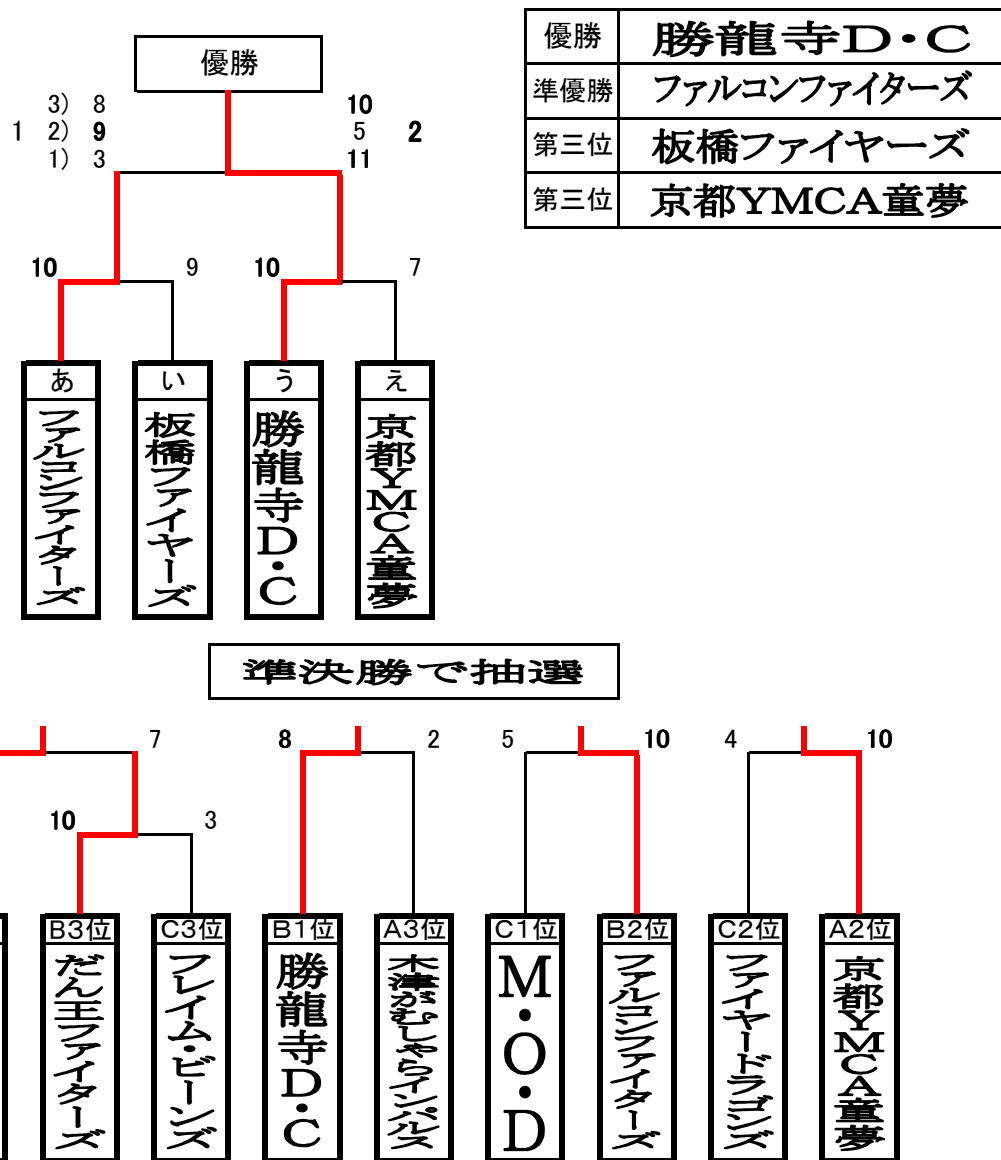 優勝
3) 8 10
1 2) 9 5 2
1) 3 11
優勝 勝龍寺D・C
準優勝 ファルコンファイターズ
第三位 板橋ファイヤーズ
第三位 京都YMCA童夢
10 9 10 7
あ い う え
ファルコンファイターズ
板橋ファイヤーズ
勝龍寺D・C
京都YMCA童夢
準決勝で抽選
7 8 2 5 10 4 10
10 3
B3位 C3位 B1位 A3位 C1位 B2位 C2位 A2位
だん王ファイターズ
フレイム・ビーンズ
勝龍寺D・C
木津がむしゃらインパルス
M・O・D
ファルコンファイターズ
ファイヤードラゴンズ
京都YMCA童夢